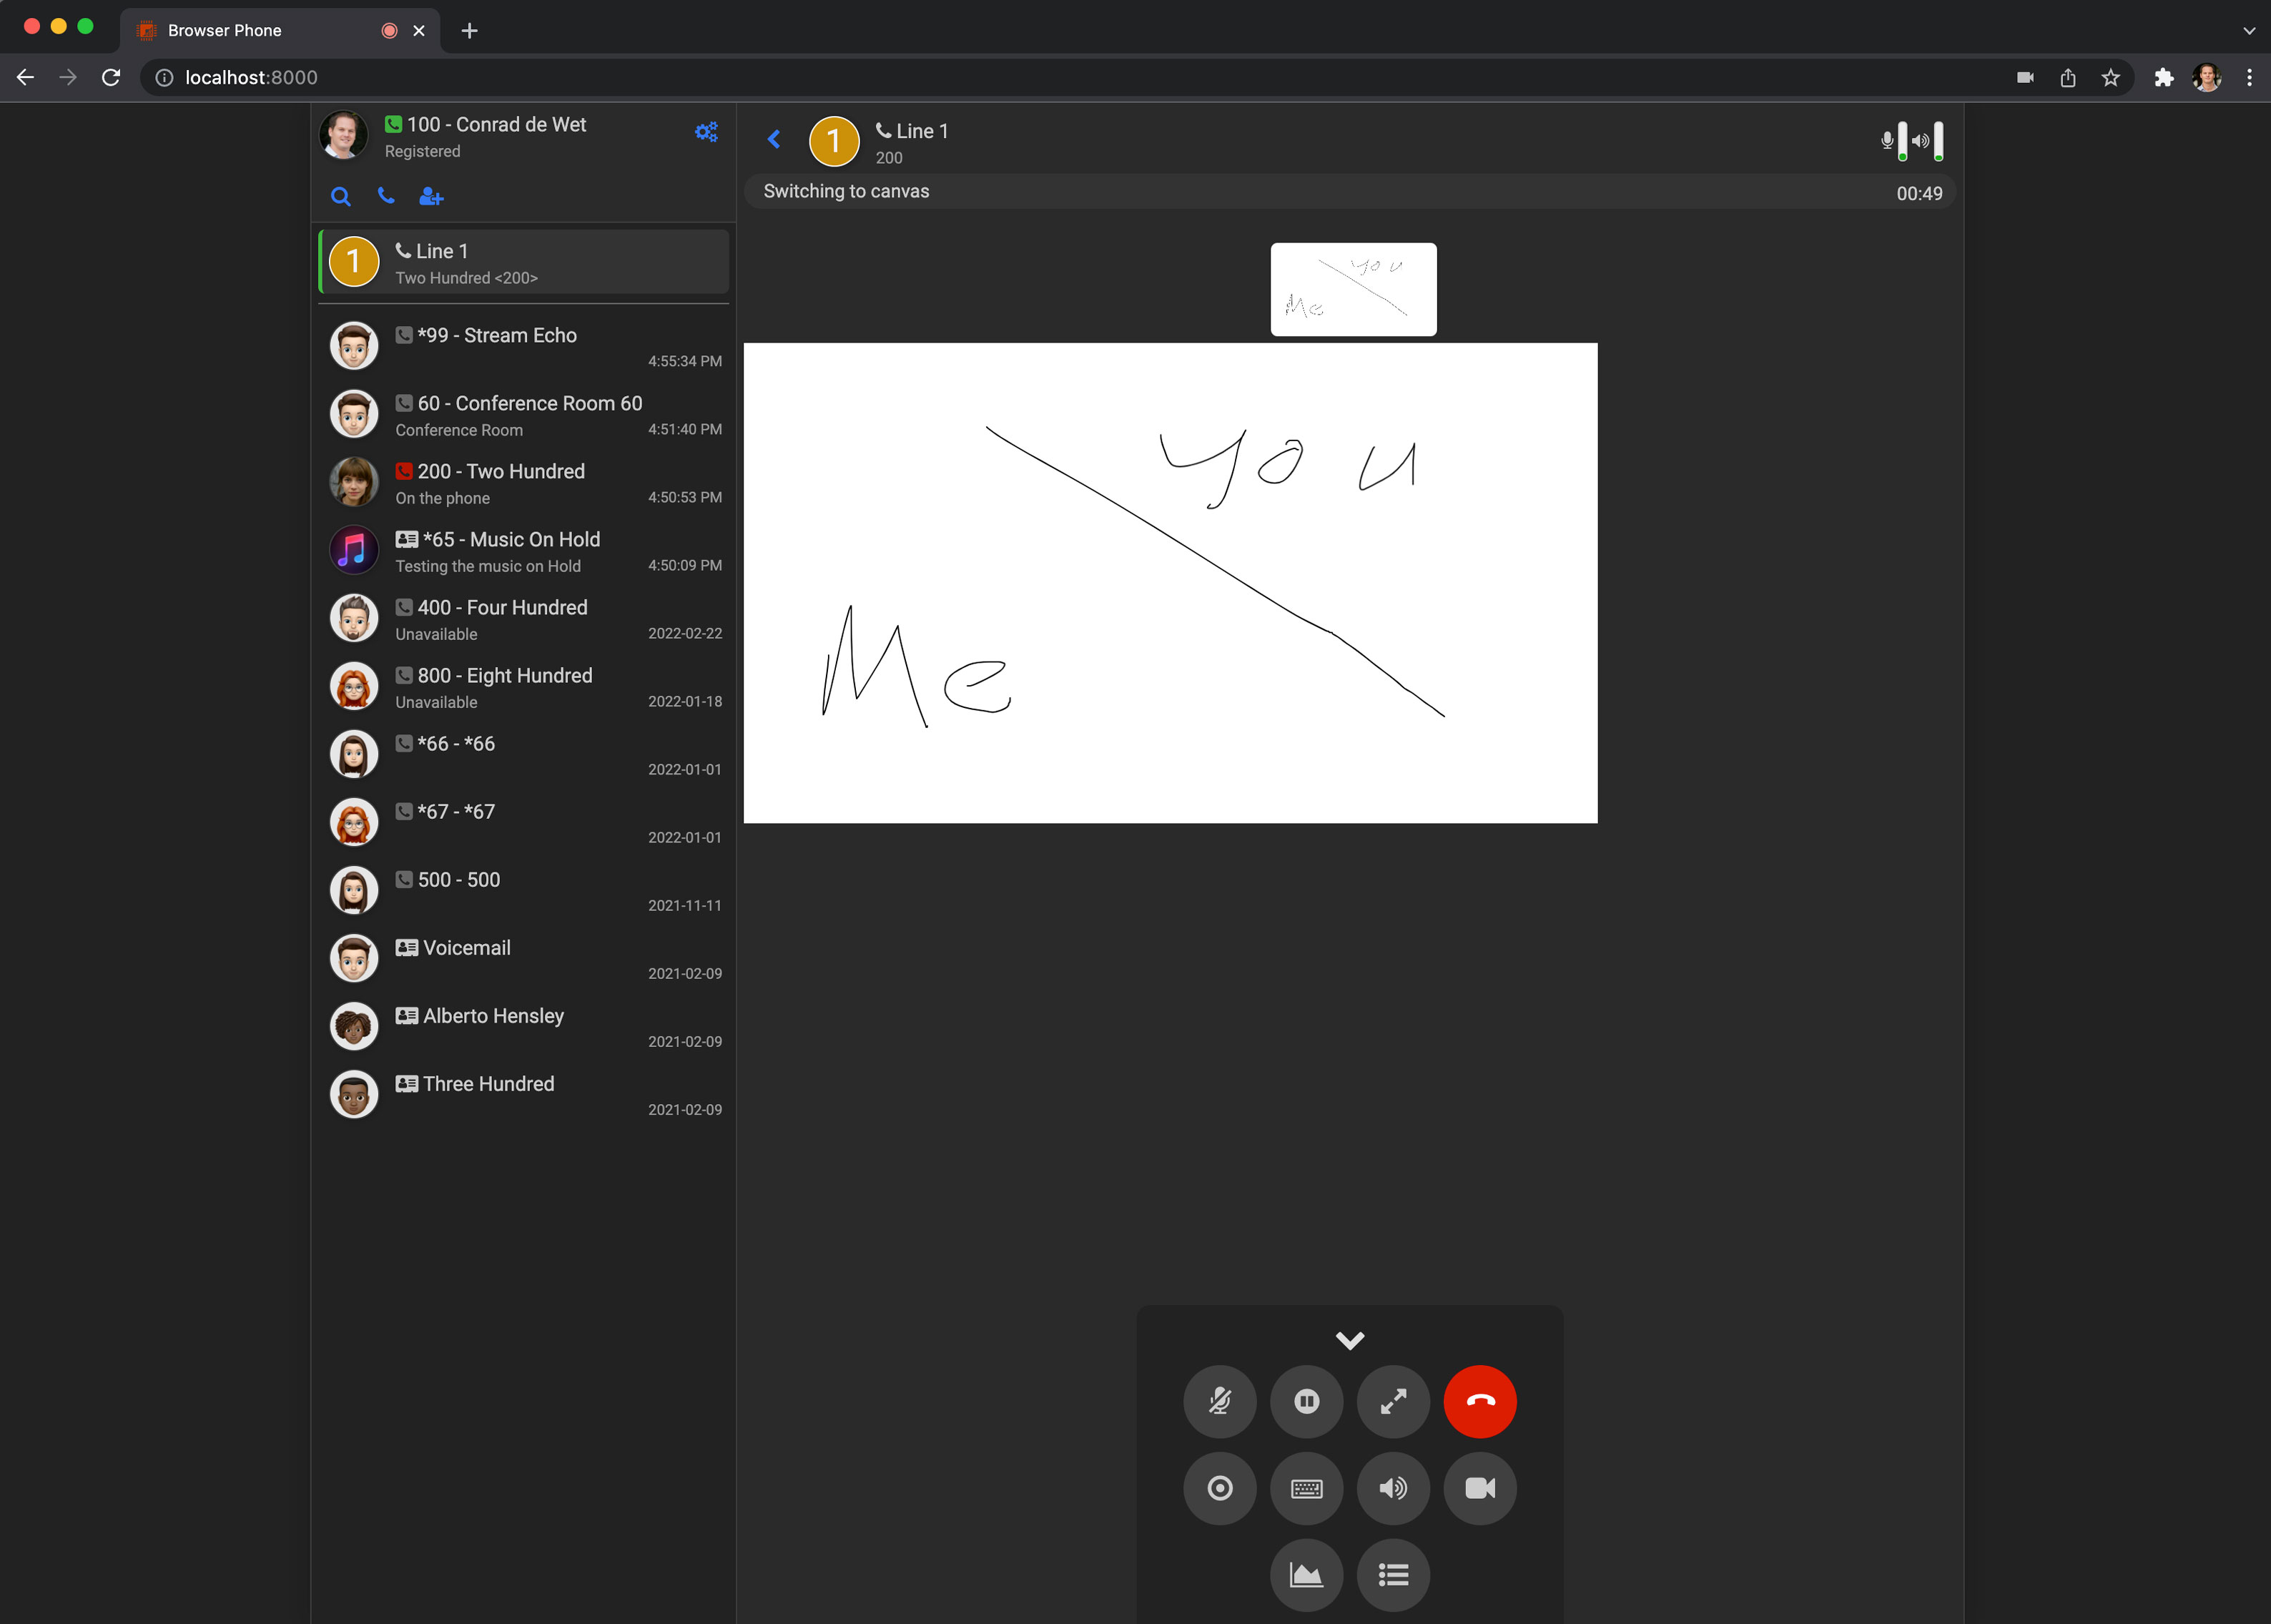 Browser Phone
localhost:8000
100 - Conrad de Wet
Registered
1
Line 1
Two Hundred <200>
*99 - Stream Echo
4:55:34 PM
60 - Conference Room 60
Conference Room
4:51:40 PM
200 - Two Hundred
On the phone
4:50:53 PM
*65 - Music On Hold
Testing the music on Hold
4:50:09 PM
400 - Four Hundred
Unavailable
2022-02-22
800 - Eight Hundred
Unavailable
2022-01-18
*66 - *66
2022-01-01
*67 - *67
2022-01-01
500 - 500
2021-11-11
Voicemail
2021-02-09
Alberto Hensley
2021-02-09
Three Hundred
2021-02-09
1
Line 1
200
Switching to canvas
00:49
you
Me
you
Me